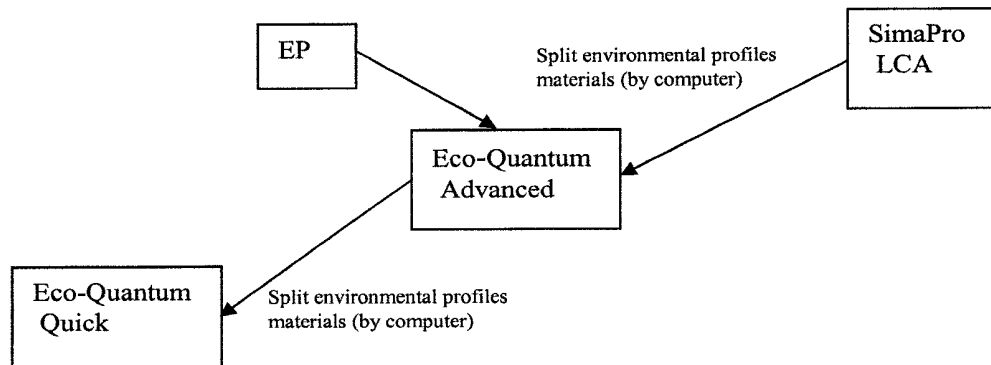 EP
Split environmental profiles
materials (by computer)
SimaPro
LCA
Eco-Quantum
Advanced
Eco-Quantum
Quick
Split environmental profiles
materials (by computer)